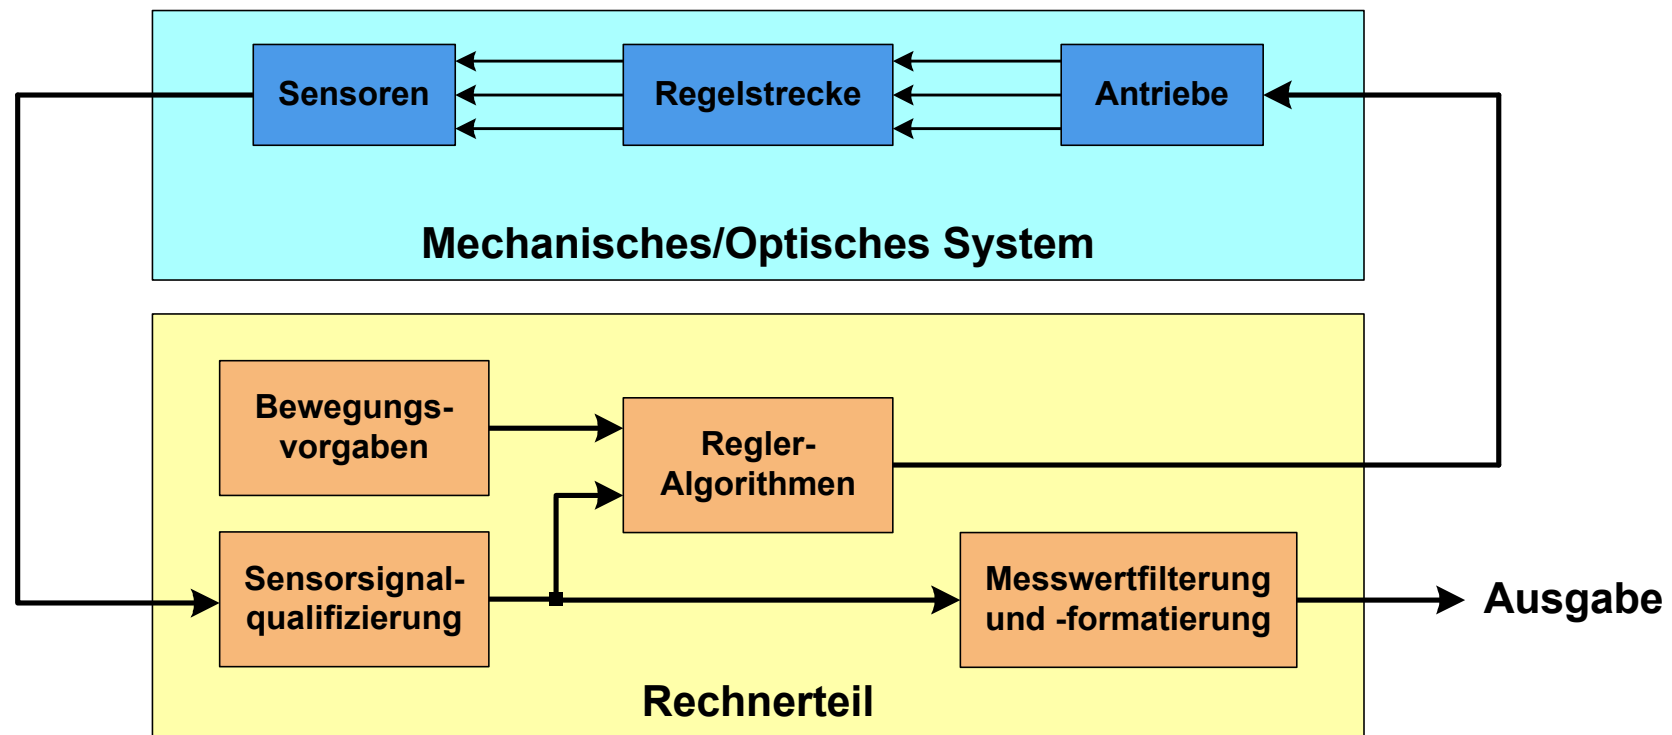 Sensoren
Regelstrecke
Antriebe
Mechanisches/Optisches System
Bewegungs-
vorgaben
Regler-
Algorithmen
Sensorsignal-
qualifizierung
Messwertfilterung
und -formatierung
Ausgabe
Rechnerteil